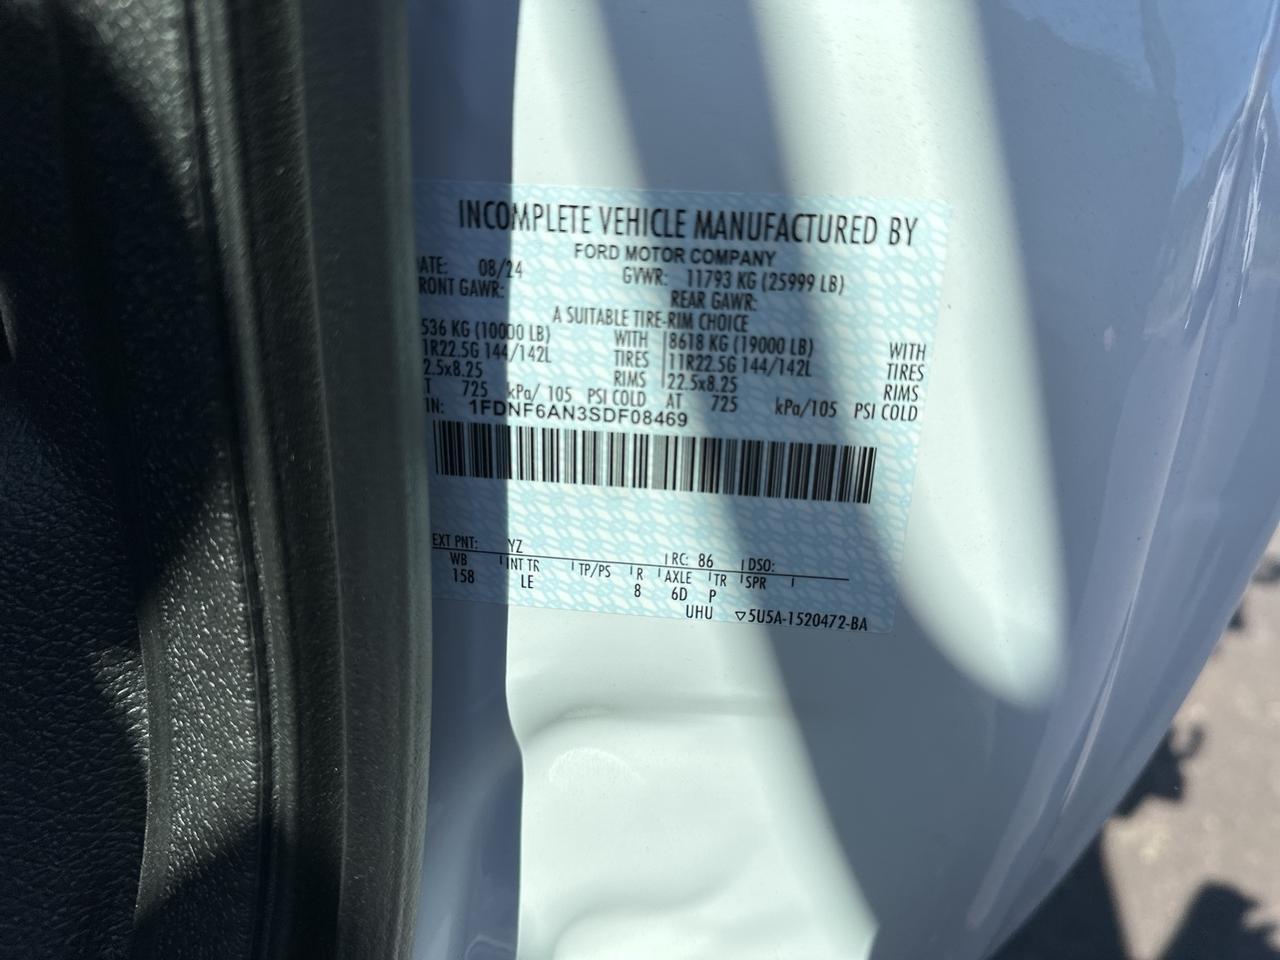 INCOMPLETE VEHICLE MANUFACTURED BY
FORD MOTOR COMPANY
ATE: 08/24 GVWR: 11793 KG (25999 LB)
RONT GAWR: REAR GAWR:
A SUITABLE TIRE-RIM CHOICE
536 KG (10000 LB) WITH 8618 KG (19000 LB) WITH
1R22.5G 144/142L TIRES 11R22.5G 144/142L TIRES
2.5x8.25 RIMS 22.5x8.25 RIMS
T 725 kPa/ 105 PSI COLD AT 725 kPa/105 PSI COLD
IN: 1FDNF6AN3SDF08469
EXT PNT: YZ RC: 86 DSO:
WB INT TR TP/PS R AXLE TR SPR
158 LE 8 6D P
UHU ▽5U5A-1520472-BA